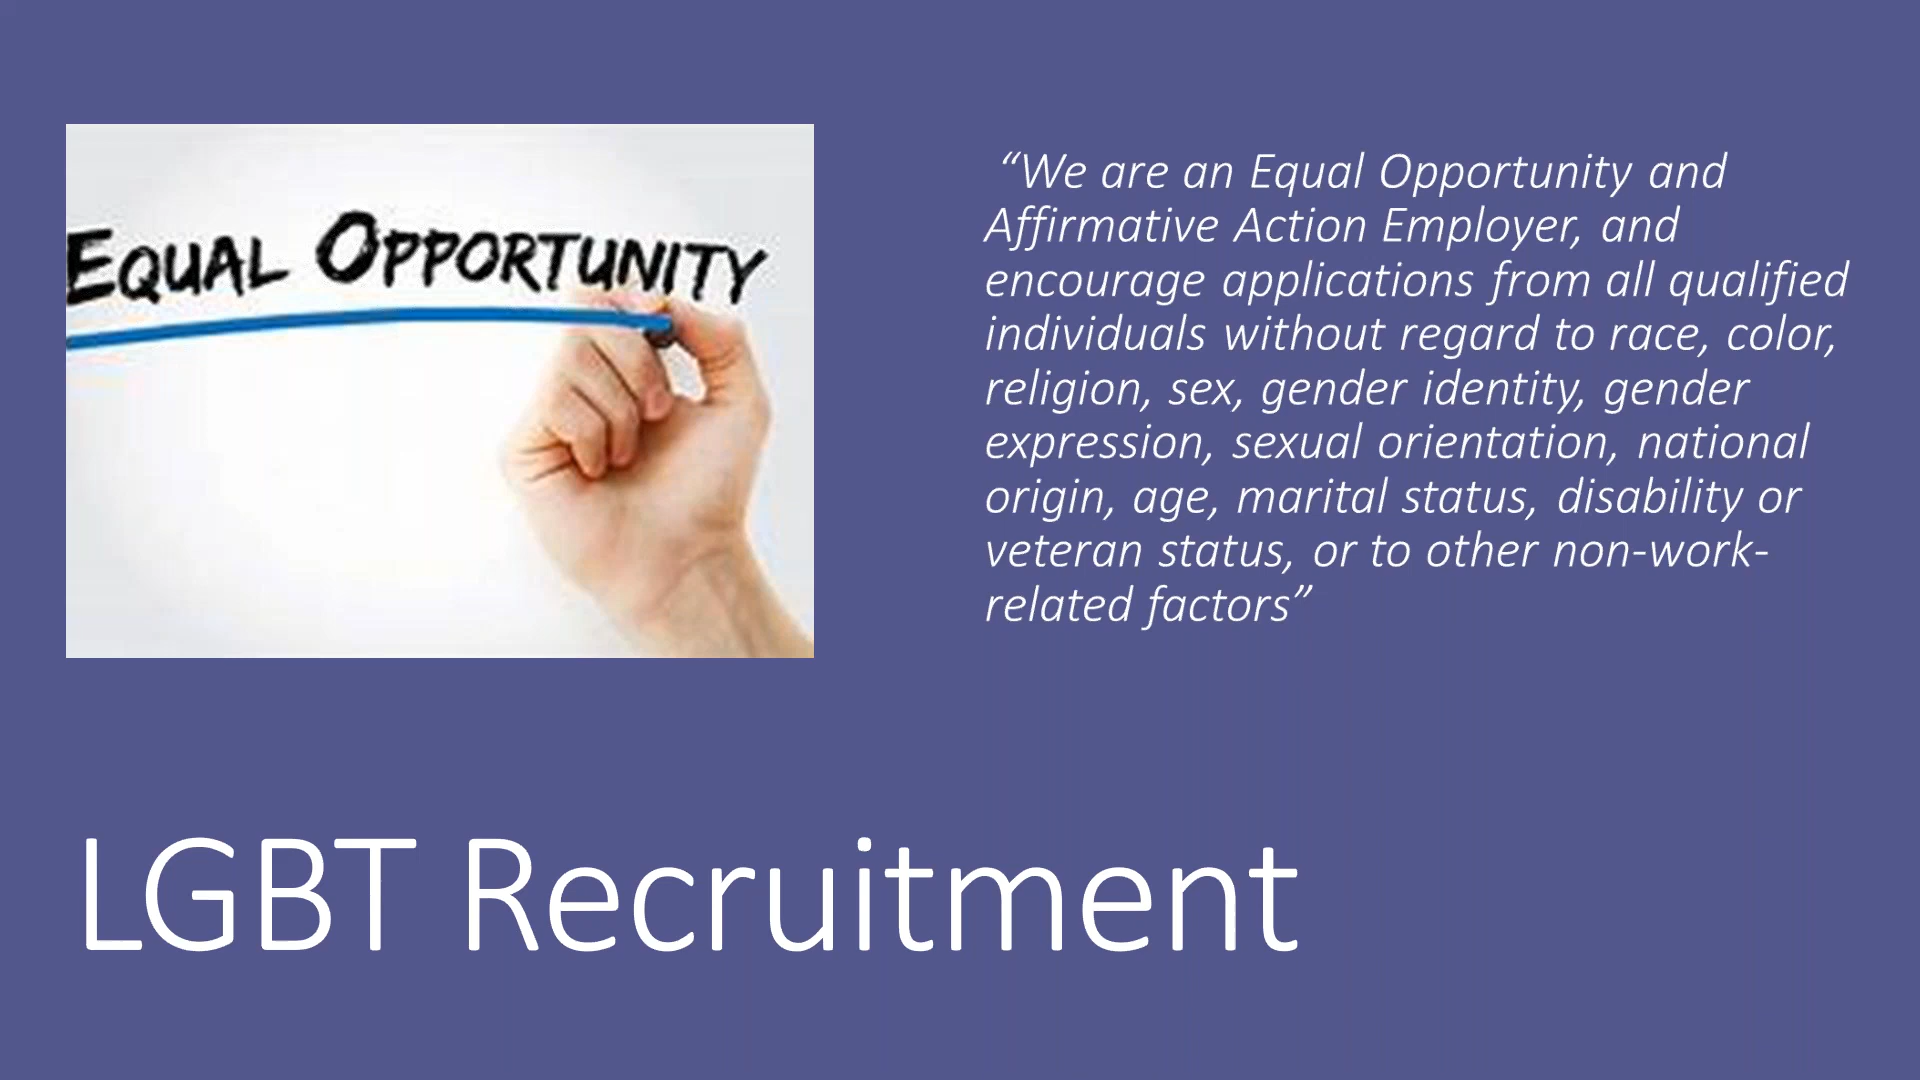 EQUAL OPPORTUNITY
“We are an Equal Opportunity and
Affirmative Action Employer, and
encourage applications from all qualified
individuals without regard to race, color,
religion, sex, gender identity, gender
expression, sexual orientation, national
origin, age, marital status, disability or
veteran status, or to other non-work-
related factors”
LGBT Recruitment